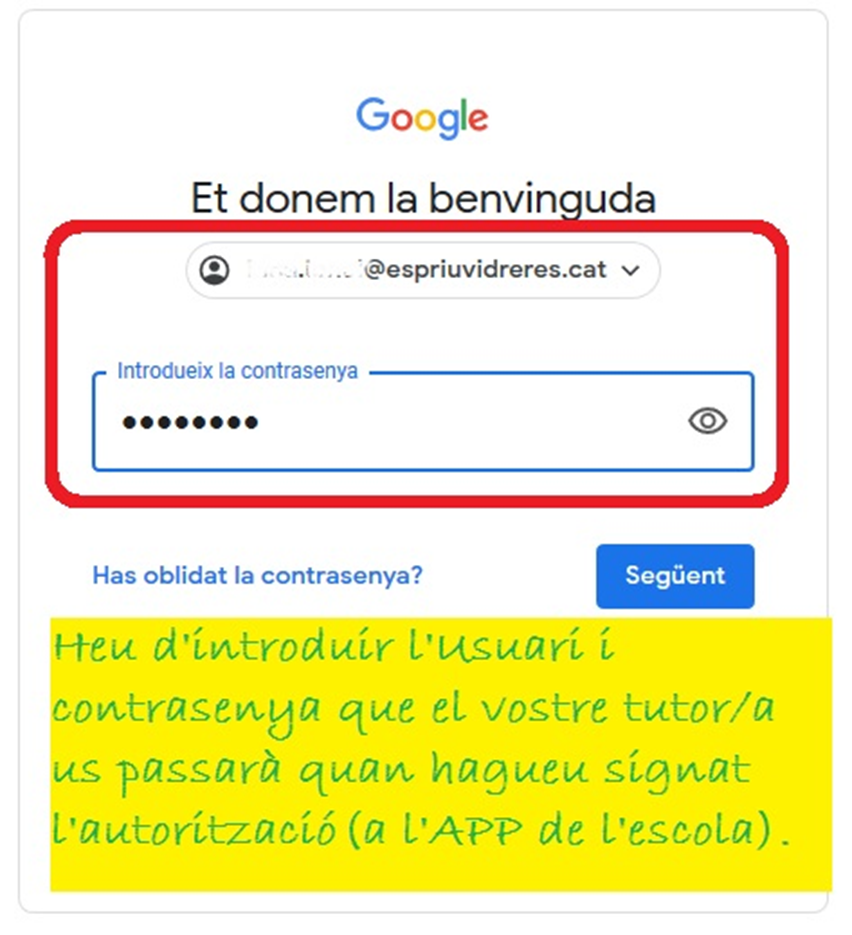 Google
Et donem la benvinguda
@espriuvidreres.cat
Introdueix la contrasenya
••••••••
Has oblidat la contrasenya?
Següent
Heu d'introduir l'Usuari i
contrasenya que el vostre tutor/a
us passarà quan hagueu signat
l'autorització (a l'APP de l'escola).